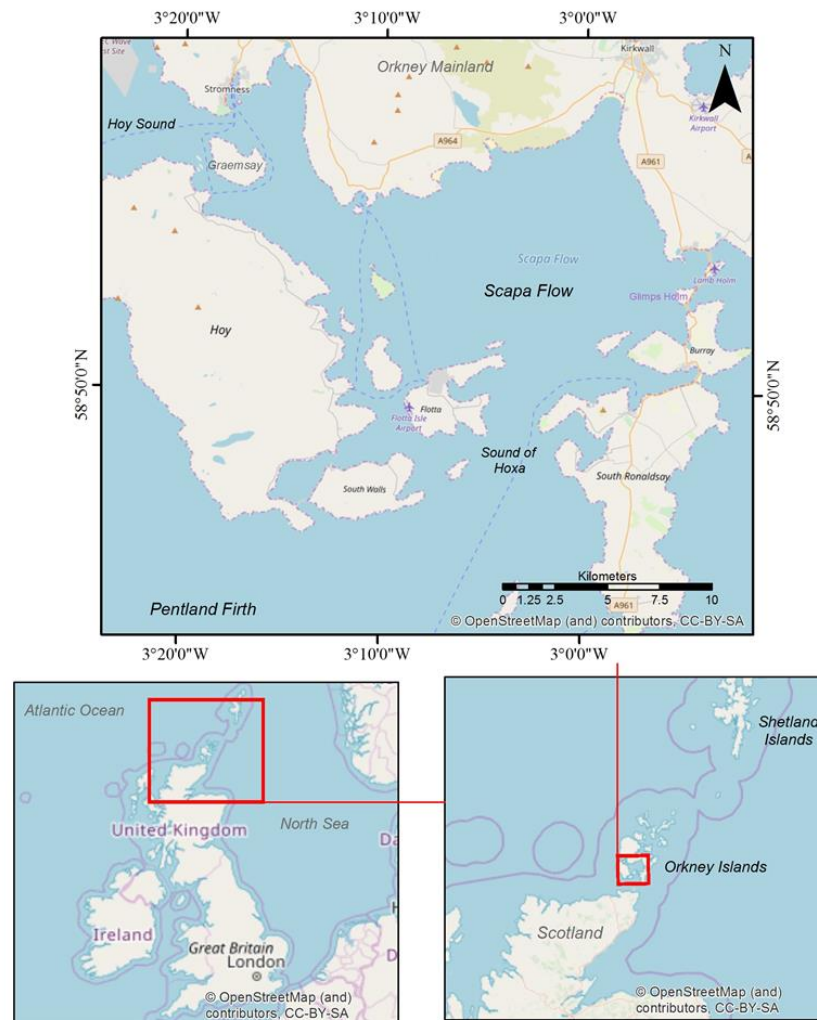 3°20'0"W
3°10'0"W
3°0'0"W
Wave
st Site
Orkney Mainland
Kirkwall
N
Stromness
Hoy Sound
Kirkwall
Airport
A964
A961
Graemsay
Scapa Flow
Scapa Flow
Lamb Holm
Glimps Holm
Hoy
Burray
58°50'0"N
58°50'0"N
Flotta
Flotta Isle
Airport
Sound of
Hoxa
South Walls
South Ronaldsay
Kilometers
0 1.25 2.5 5 7.5 10
Pentland Firth
A961
© OpenStreetMap (and) contributors, CC-BY-SA
3°20'0"W
3°10'0"W
3°0'0"W
Atlantic Ocean
United Kingdom
North Sea
Da
Ireland
Great Britain
London
D
© OpenStreetMap (and)
contributors, CC-BY-SA
Shetland
Islands
Orkney Islands
Scotland
© OpenStreetMap (and)
contributors, CC-BY-SA